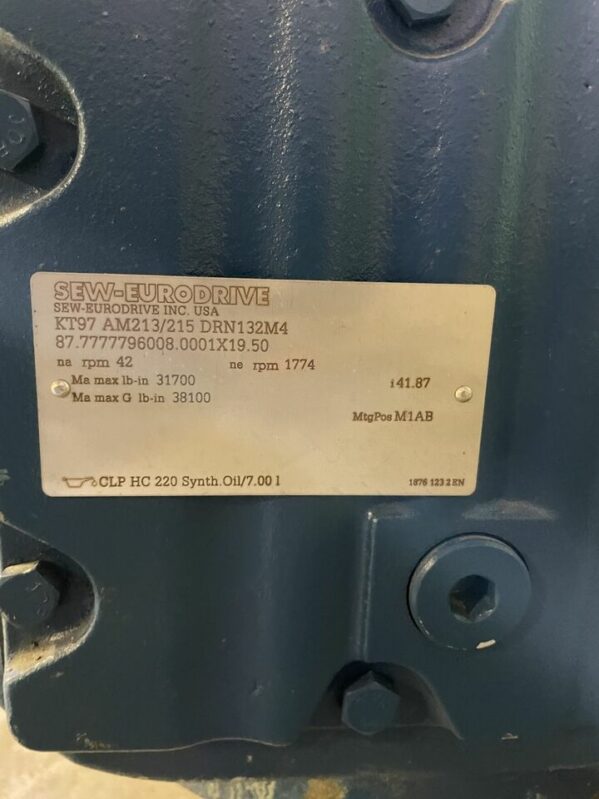 SEW-EURODRIVE
SEW-EURODRIVE INC. USA
KT97 AM213/215 DRN132M4
87.7777796008.0001X19.50
na rpm 42 ne rpm 1774
Ma max lb-in 31700 i 41.87
Ma max G lb-in 38100
MtgPos M1AB
CLP HC 220 Synth.Oil/7.00 l 1876 123 2 EN